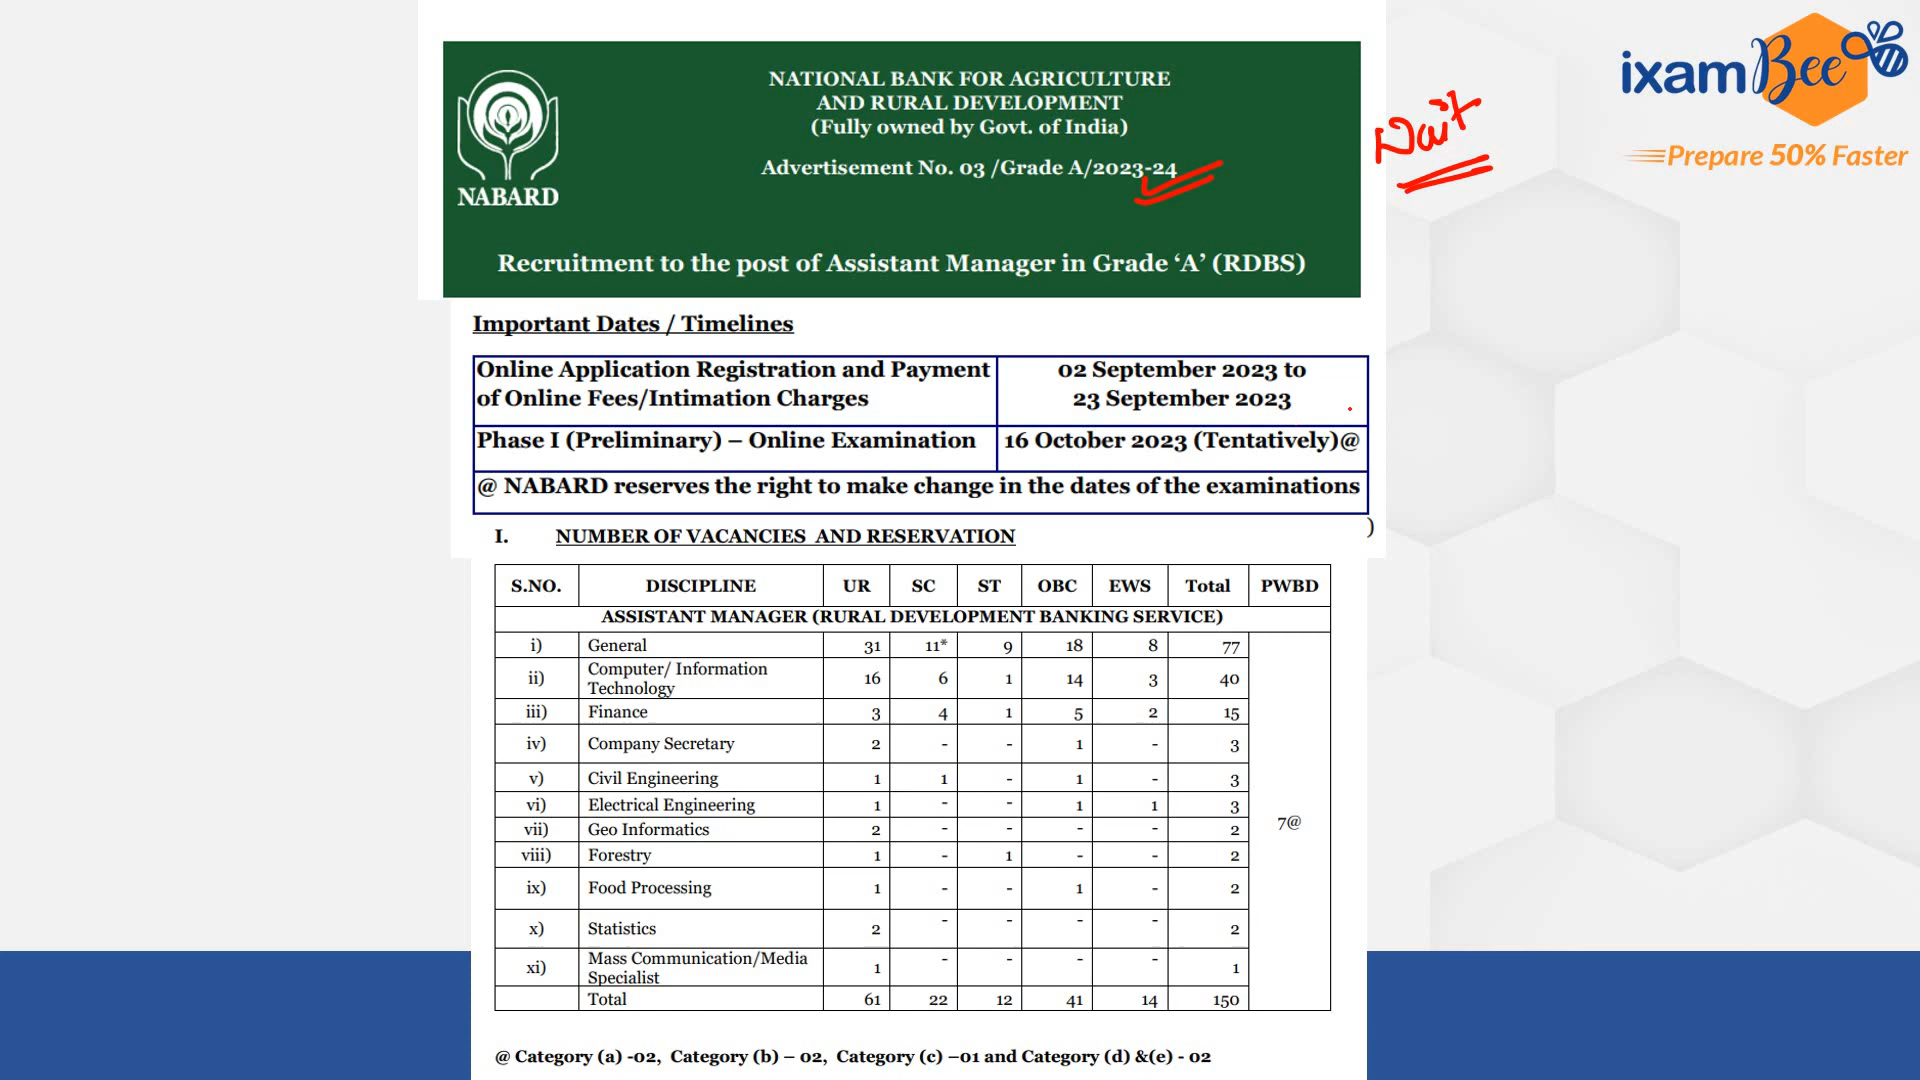 NATIONAL BANK FOR AGRICULTURE
AND RURAL DEVELOPMENT
(Fully owned by Govt. of India)
Advertisement No. 03 /Grade A/2023-24
NABARD
Recruitment to the post of Assistant Manager in Grade ‘A’ (RDBS)
ixamBee
Prepare 50% Faster
Wait
Important Dates / Timelines
Online Application Registration and Payment of Online Fees/Intimation Charges 02 September 2023 to 23 September 2023
Phase I (Preliminary) – Online Examination 16 October 2023 (Tentatively)@
@ NABARD reserves the right to make change in the dates of the examinations
)
I. NUMBER OF VACANCIES AND RESERVATION
S.NO. DISCIPLINE UR SC ST OBC EWS Total PWBD
ASSISTANT MANAGER (RURAL DEVELOPMENT BANKING SERVICE)
i) General 31 11* 9 18 8 77
ii) Computer/ Information Technology 16 6 1 14 3 40
iii) Finance 3 4 1 5 2 15
iv) Company Secretary 2 - - 1 - 3
v) Civil Engineering 1 1 - 1 - 3
vi) Electrical Engineering 1 - - 1 1 3
7@
vii) Geo Informatics 2 - - - - 2
viii) Forestry 1 - 1 - - 2
ix) Food Processing 1 - - 1 - 2
x) Statistics 2 - - - - 2
xi) Mass Communication/Media Specialist 1 - - - - 1
Total 61 22 12 41 14 150
@ Category (a) -02, Category (b) – 02, Category (c) –01 and Category (d) &(e) - 02